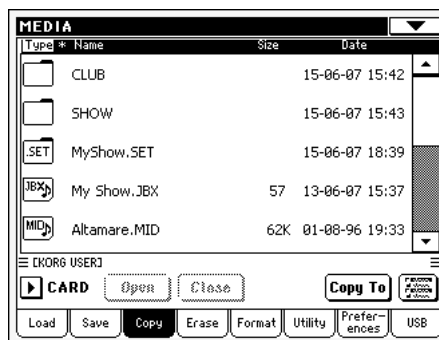 MEDIA
Type * Name Size Date
CLUB 15-06-07 15:42
SHOW 15-06-07 15:43
.SET MyShow.SET 15-06-07 18:39
JBX My Show.JBX 57 13-06-07 15:37
MID Altamare.MID 62K 01-08-96 19:33
[KORG USER]
CARD Open Close Copy To
Load Save Copy Erase Format Utility Prefer-ences USB